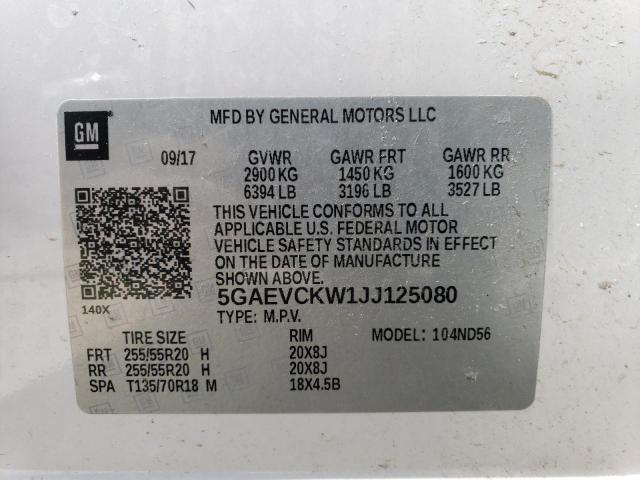 MFD BY GENERAL MOTORS LLC
GM
09/17 GVWR GAWR FRT GAWR RR
2900 KG 1450 KG 1600 KG
6394 LB 3196 LB 3527 LB
THIS VEHICLE CONFORMS TO ALL
APPLICABLE U.S. FEDERAL MOTOR
VEHICLE SAFETY STANDARDS IN EFFECT
ON THE DATE OF MANUFACTURE
SHOWN ABOVE.
5GAEVCKW1JJ125080
140X
TYPE: M.P.V.
TIRE SIZE RIM MODEL: 104ND56
FRT 255/55R20 H 20X8J
RR 255/55R20 H 20X8J
SPA T135/70R18 M 18X4.5B